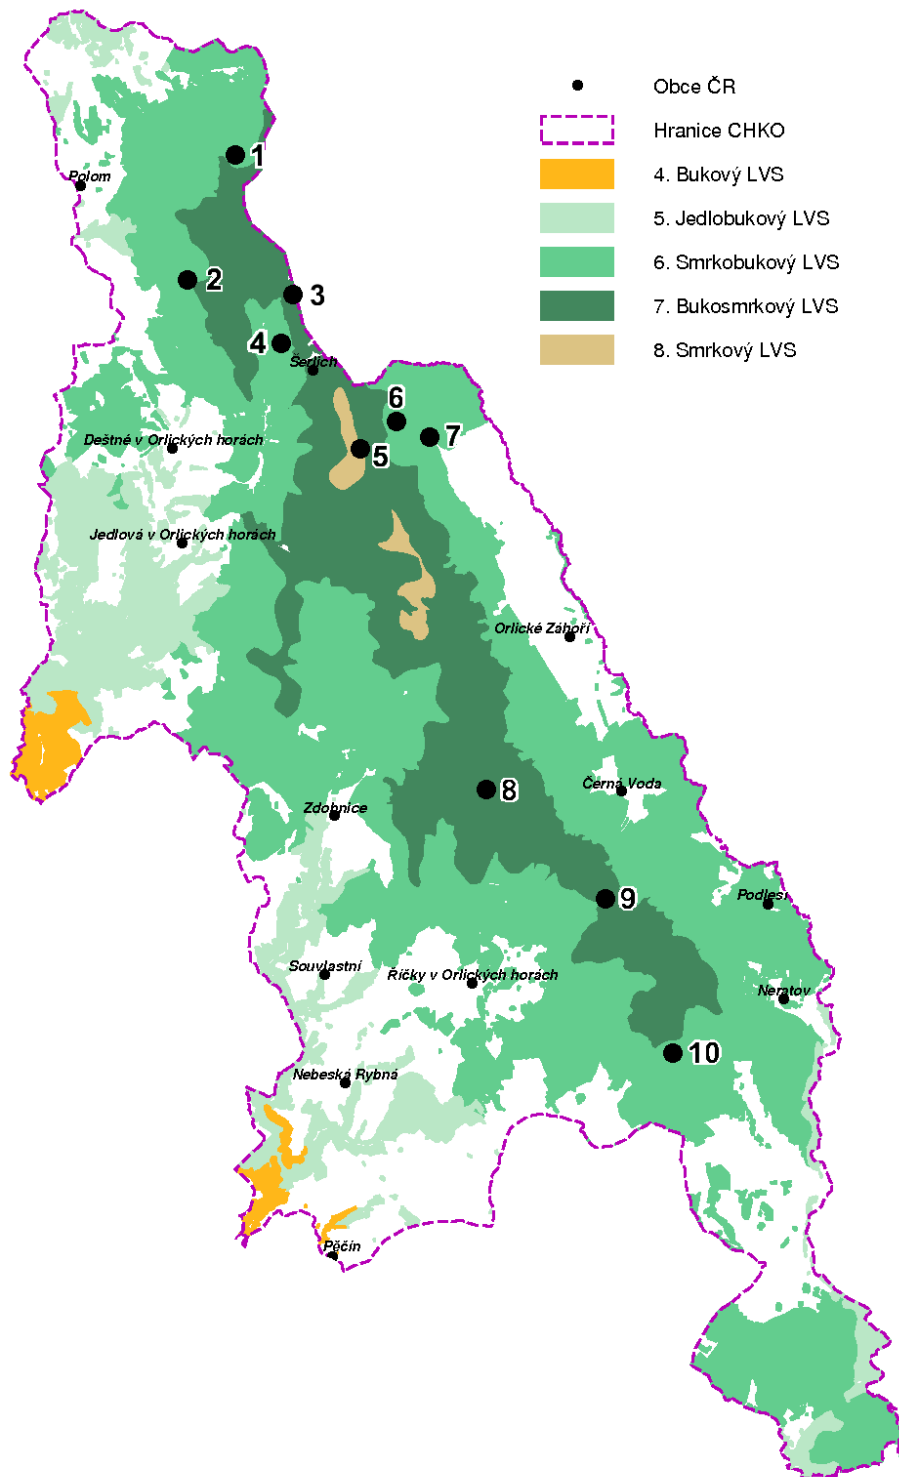 Obce ČR
Hranice CHKO
4. Bukový LVS
5. Jedlobukový LVS
6. Smrkobukový LVS
7. Bukosmrkový LVS
8. Smrkový LVS
1
Polom
2
3
4
Šerlich
6
7
5
Deštné v Orlických horách
Jedlová v Orlických horách
Orlické Záhoří
8
Černá Voda
Zdobnice
9
Podlesí
Souvlastní
Říčky v Orlických horách
Neratov
10
Nebeská Rybná
Pěčín